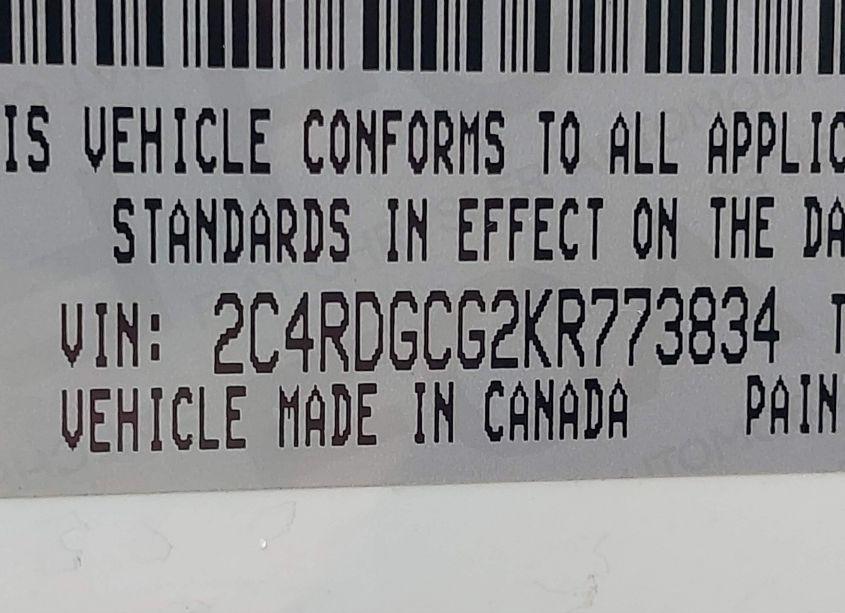 IS VEHICLE CONFORMS TO ALL APPLIC
STANDARDS IN EFFECT ON THE DA
VIN: 2C4RDGCG2KR773834 T
VEHICLE MADE IN CANADA PAIN